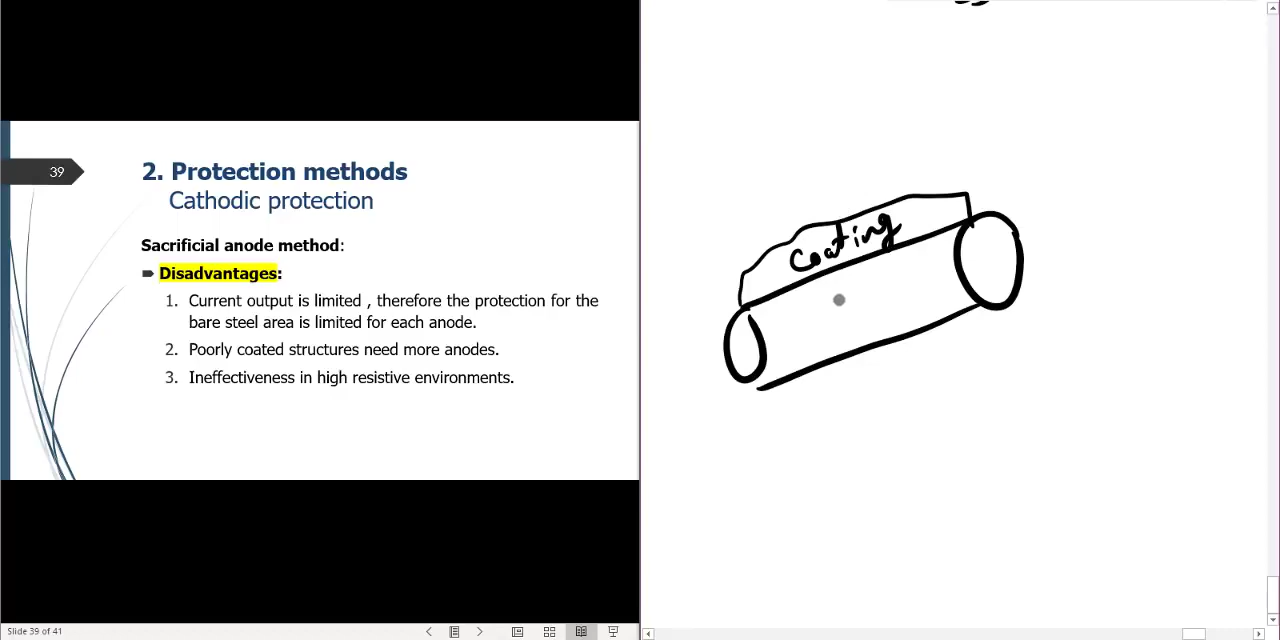 39
2. Protection methods
Cathodic protection
Sacrificial anode method:
Disadvantages:
1. Current output is limited , therefore the protection for the
bare steel area is limited for each anode.
2. Poorly coated structures need more anodes.
3. Ineffectiveness in high resistive environments.
Coating
Slide 39 of 41